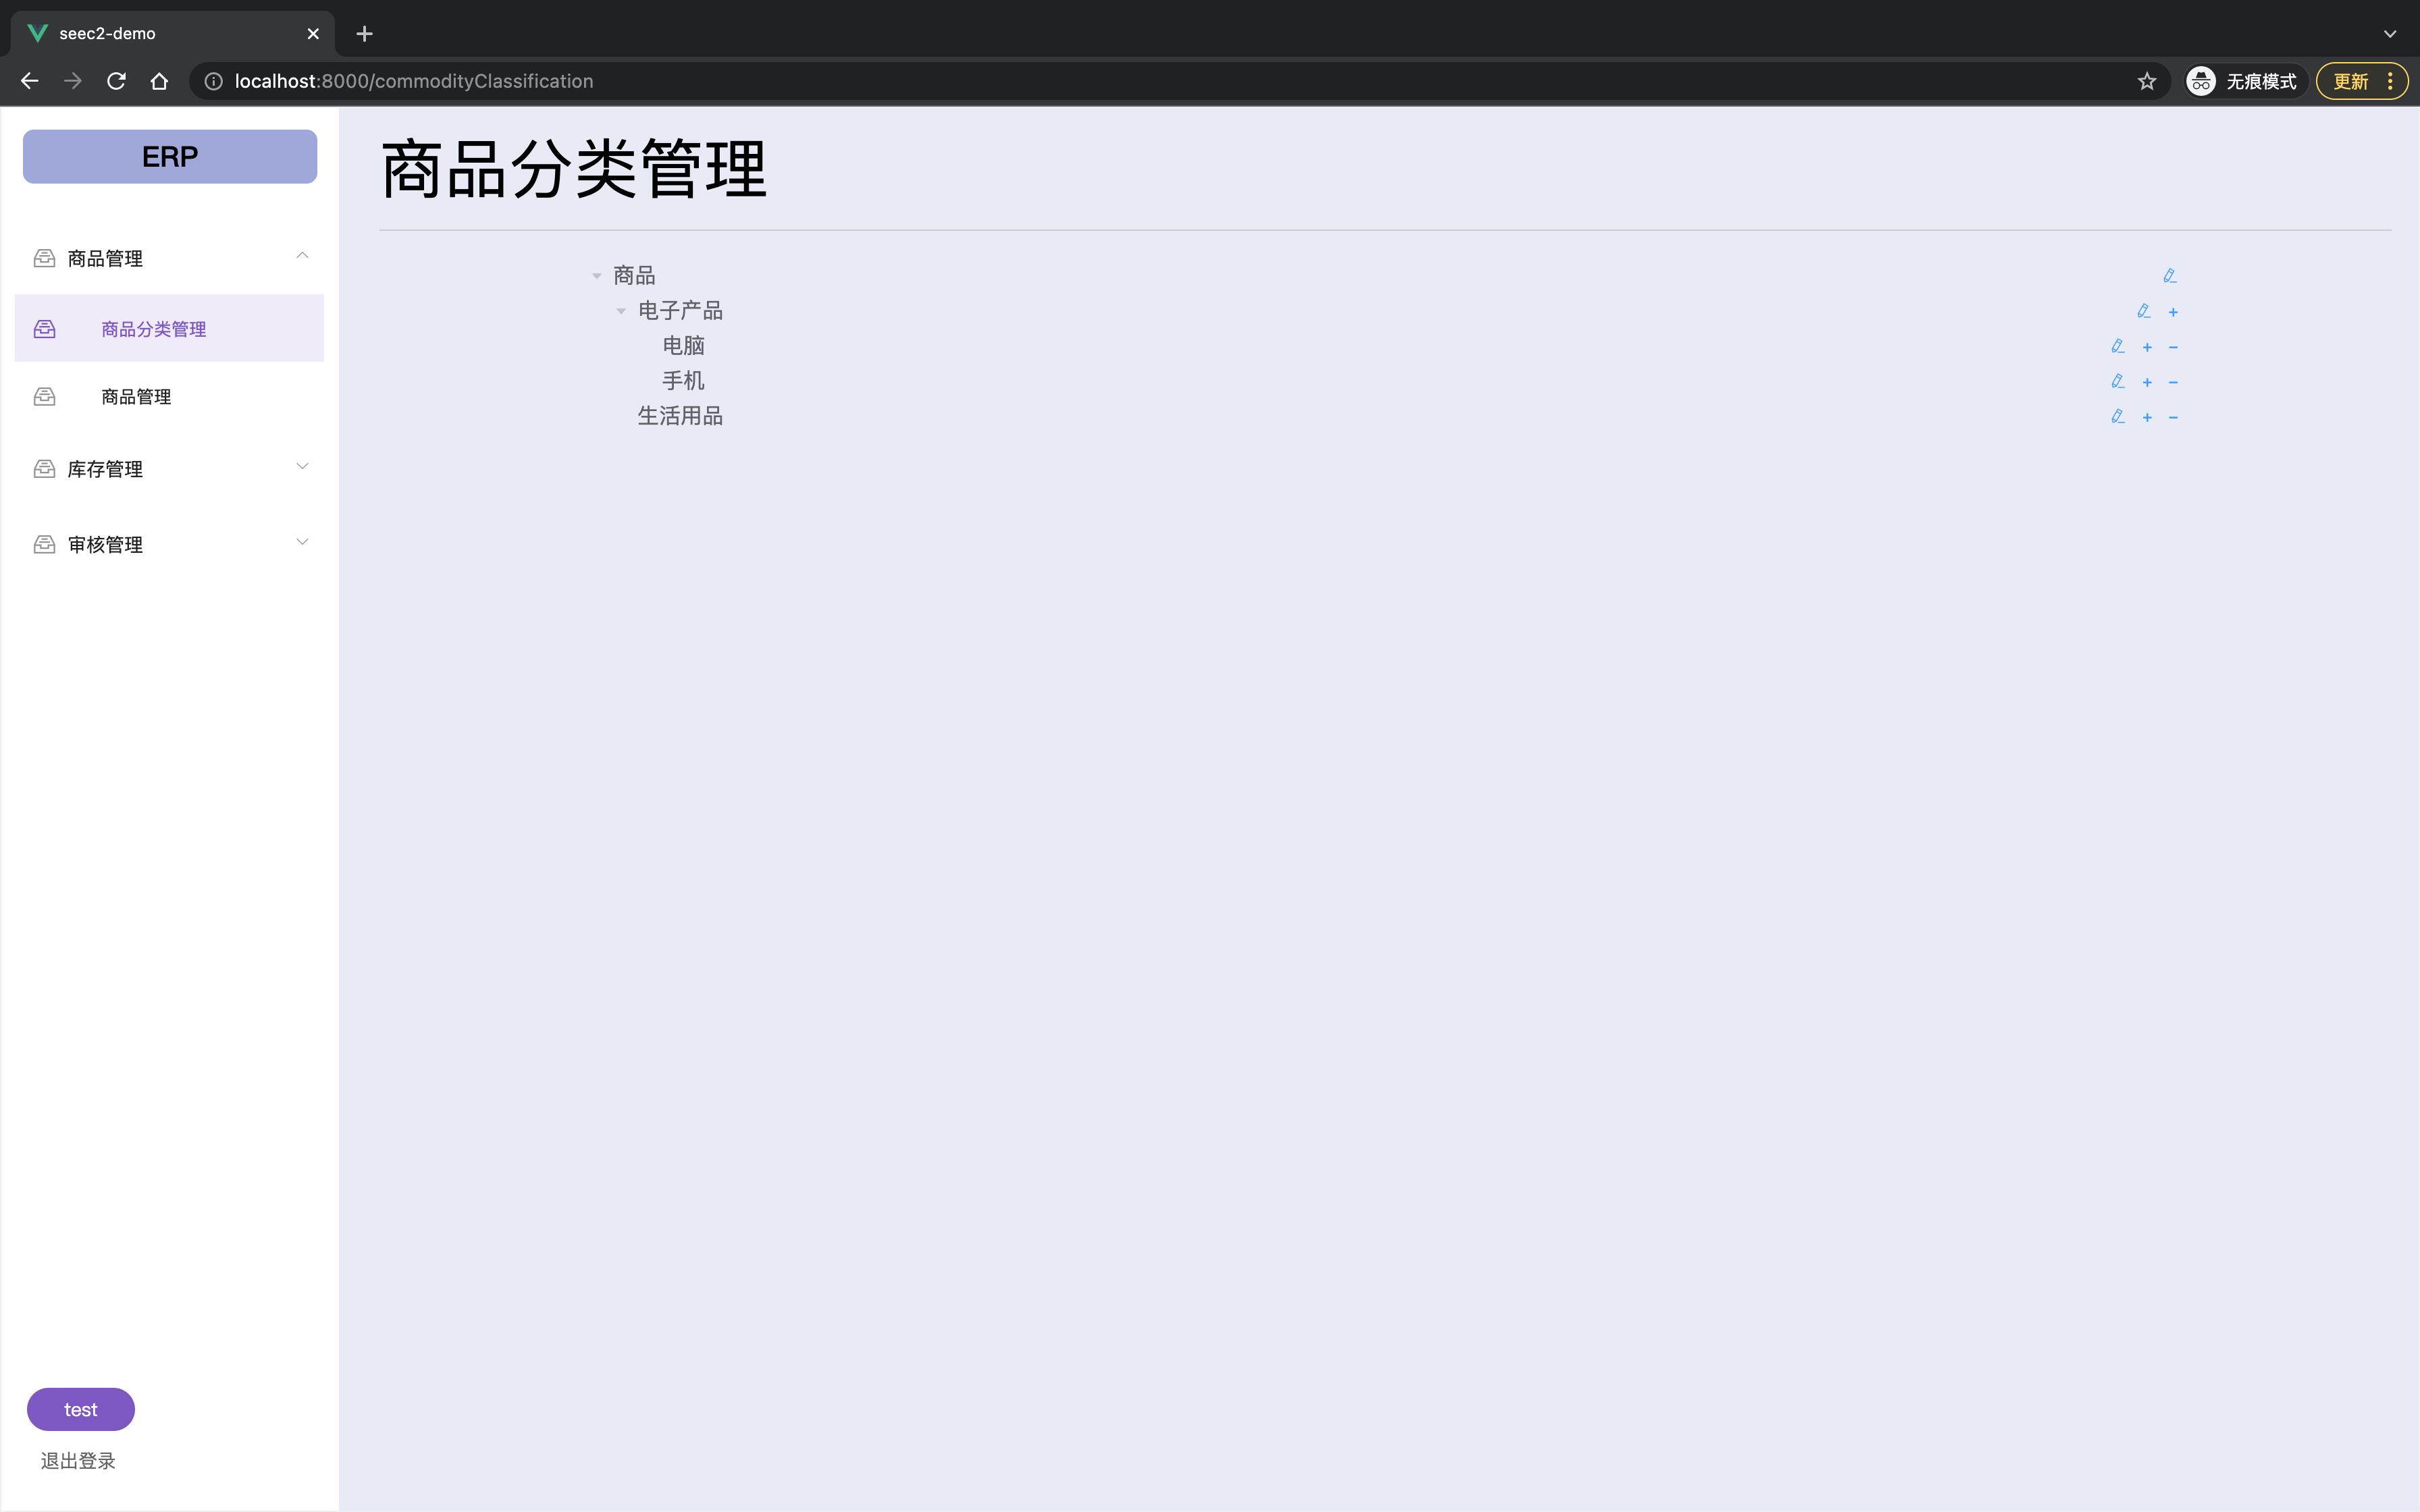 seec2-demo
localhost:8000/commodityClassification
无痕模式
更新
ERP
商品管理
商品分类管理
商品管理
库存管理
审核管理
test
退出登录
商品分类管理
商品
电子产品
电脑
手机
生活用品